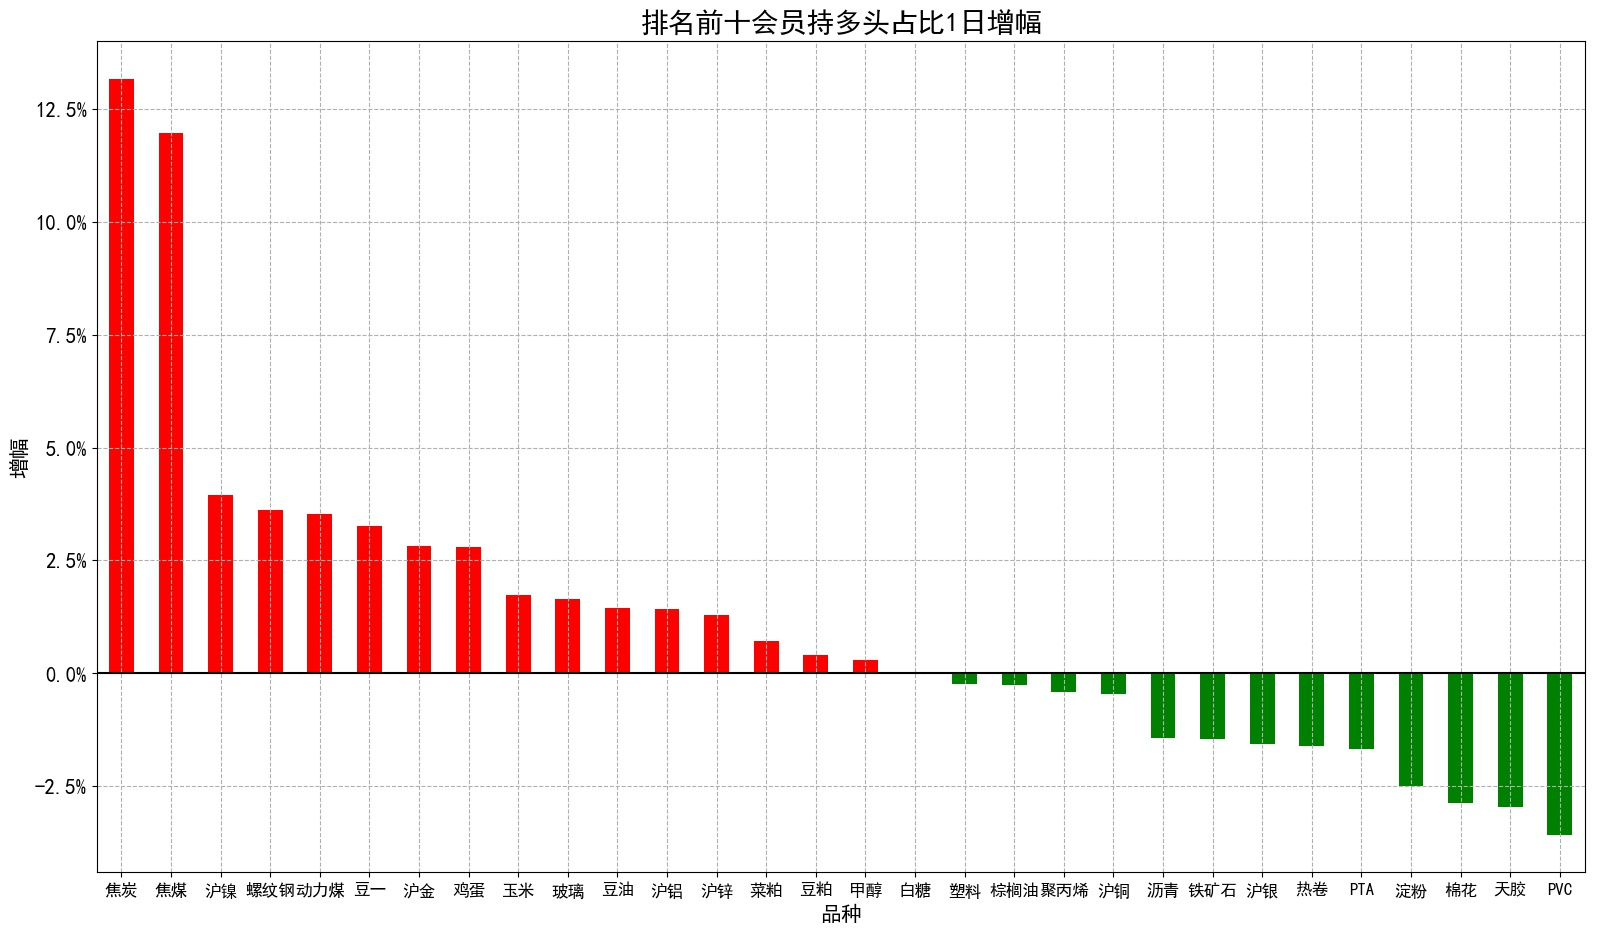 排名前十会员持多头占比1日增幅
12.5%
10.0%
7.5%
5.0%
2.5%
0.0%
−2.5%
增幅
焦炭 焦煤 沪镍 螺纹钢 动力煤 豆一 沪金 鸡蛋 玉米 玻璃 豆油 沪铝 沪锌 菜粕 豆粕 甲醇 白糖 塑料 棕榈油 聚丙烯 沪铜 沥青 铁矿石 沪银 热卷 PTA 淀粉 棉花 天胶 PVC
品种